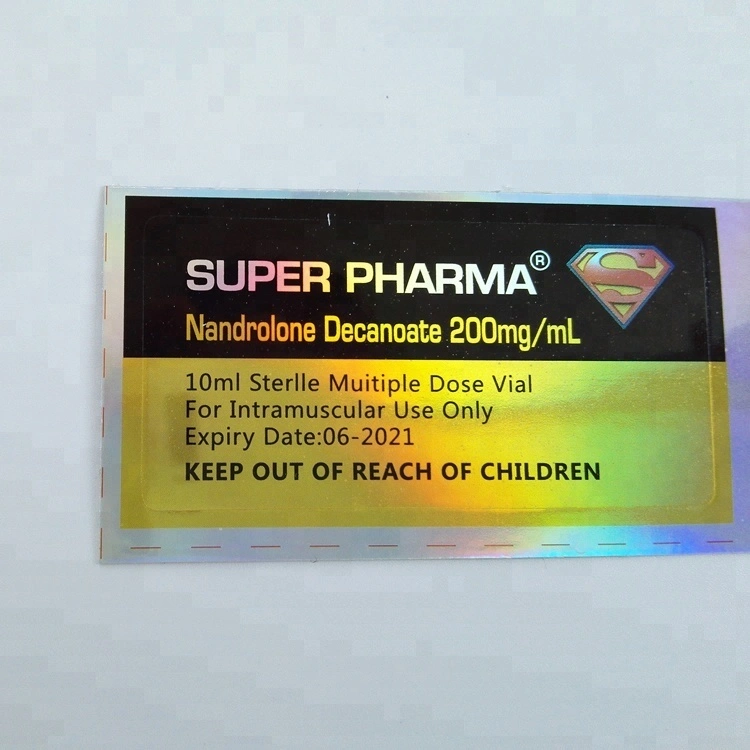 SUPER PHARMA®
Nandrolone Decanoate 200mg/mL
10ml Sterlle Muitiple Dose Vial
For Intramuscular Use Only
Expiry Date:06-2021
KEEP OUT OF REACH OF CHILDREN